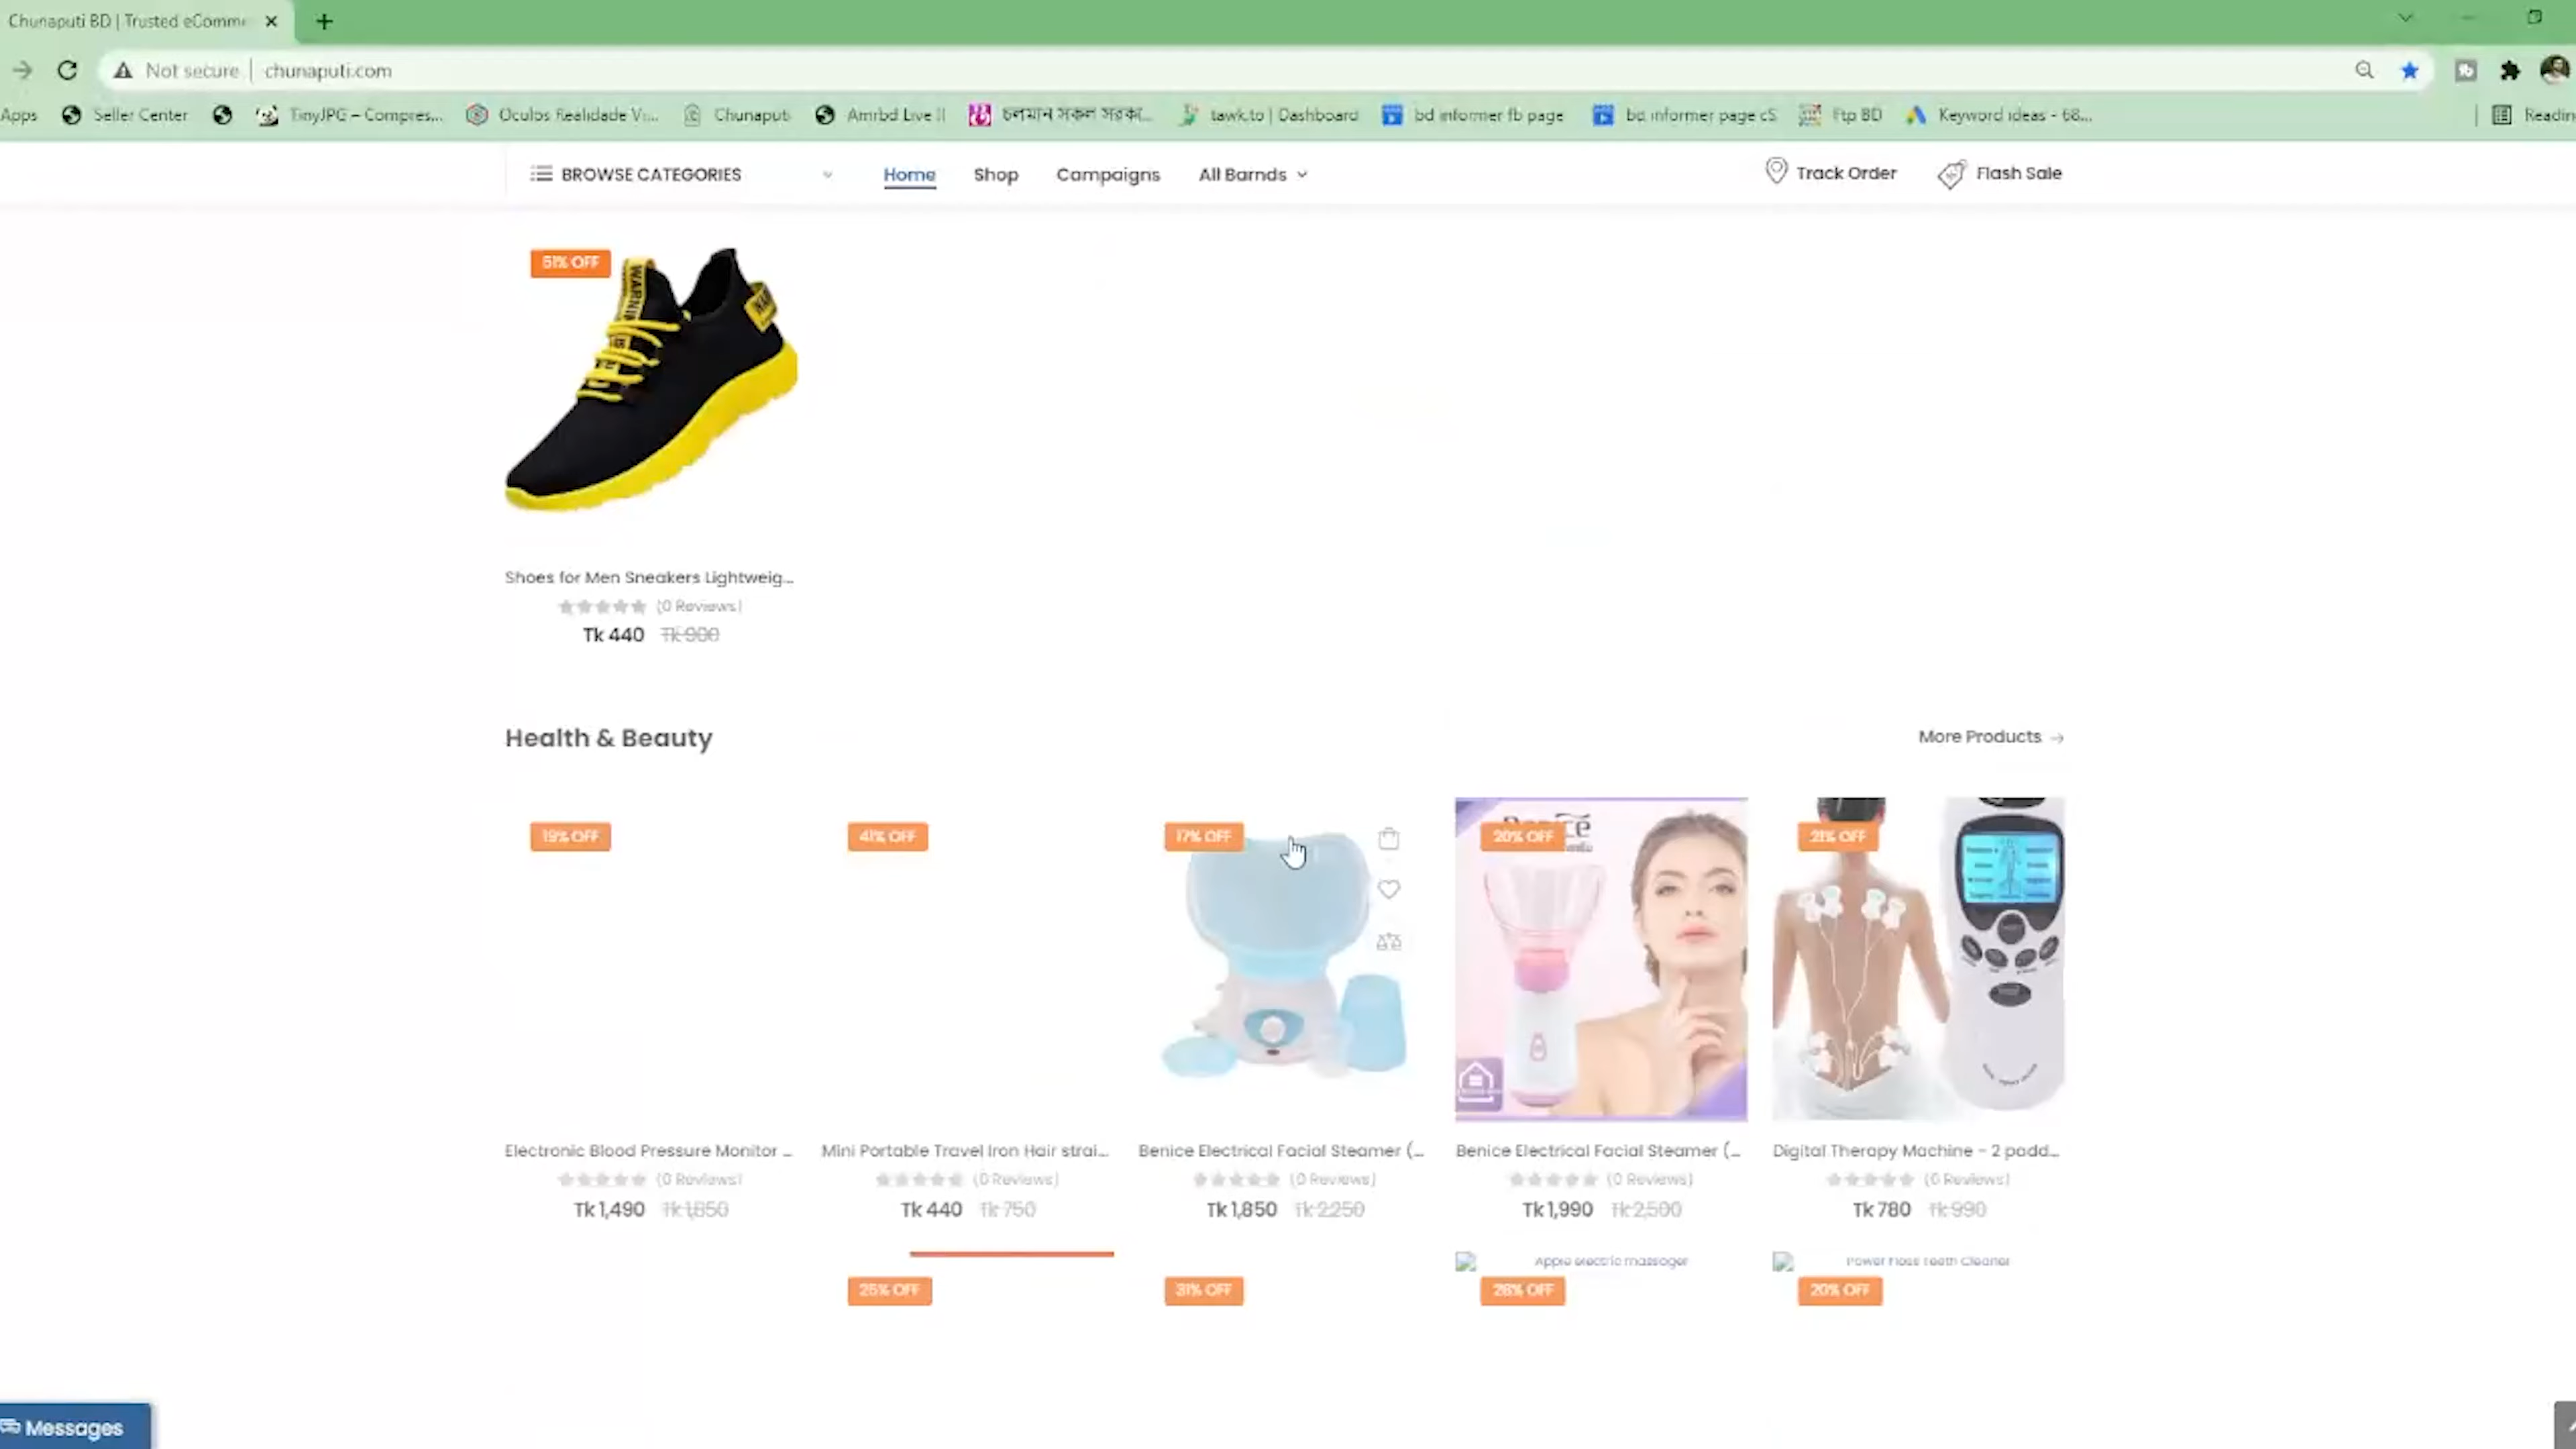 Chunaputi BD | Trusted eComme
Not secure
chunaputi.com
Apps
Seller Center
TinyJPG – Compres...
Oculos Realidade Vi...
Chunaputi
Amrbd Live II
চলমান সকল সরকা...
tawk.to | Dashboard
bd informer fb page
bd informer page cS
Ftp BD
Keyword ideas - 68...
Readin
BROWSE CATEGORIES
Home
Shop
Campaigns
All Barnds
Track Order
Flash Sale
51% OFF
WARNIN
Shoes for Men Sneakers Lightweig...
(0 Reviews)
Tk 440 Tk 900
Health & Beauty
More Products →
19% OFF
41% OFF
17% OFF
20% OFF
21% OFF
Electronic Blood Pressure Monitor ...
Mini Portable Travel Iron Hair strai...
Benice Electrical Facial Steamer (...
Benice Electrical Facial Steamer (...
Digital Therapy Machine - 2 padd...
(0 Reviews)
(0 Reviews)
(0 Reviews)
(0 Reviews)
(0 Reviews)
Tk 1,490 Tk 1,850
Tk 440 Tk 750
Tk 1,850 Tk 2,250
Tk 1,990 Tk 2,500
Tk 780 Tk 990
Apple electric massager
Power Floss Teeth Cleaner
25% OFF
31% OFF
28% OFF
20% OFF
Messages